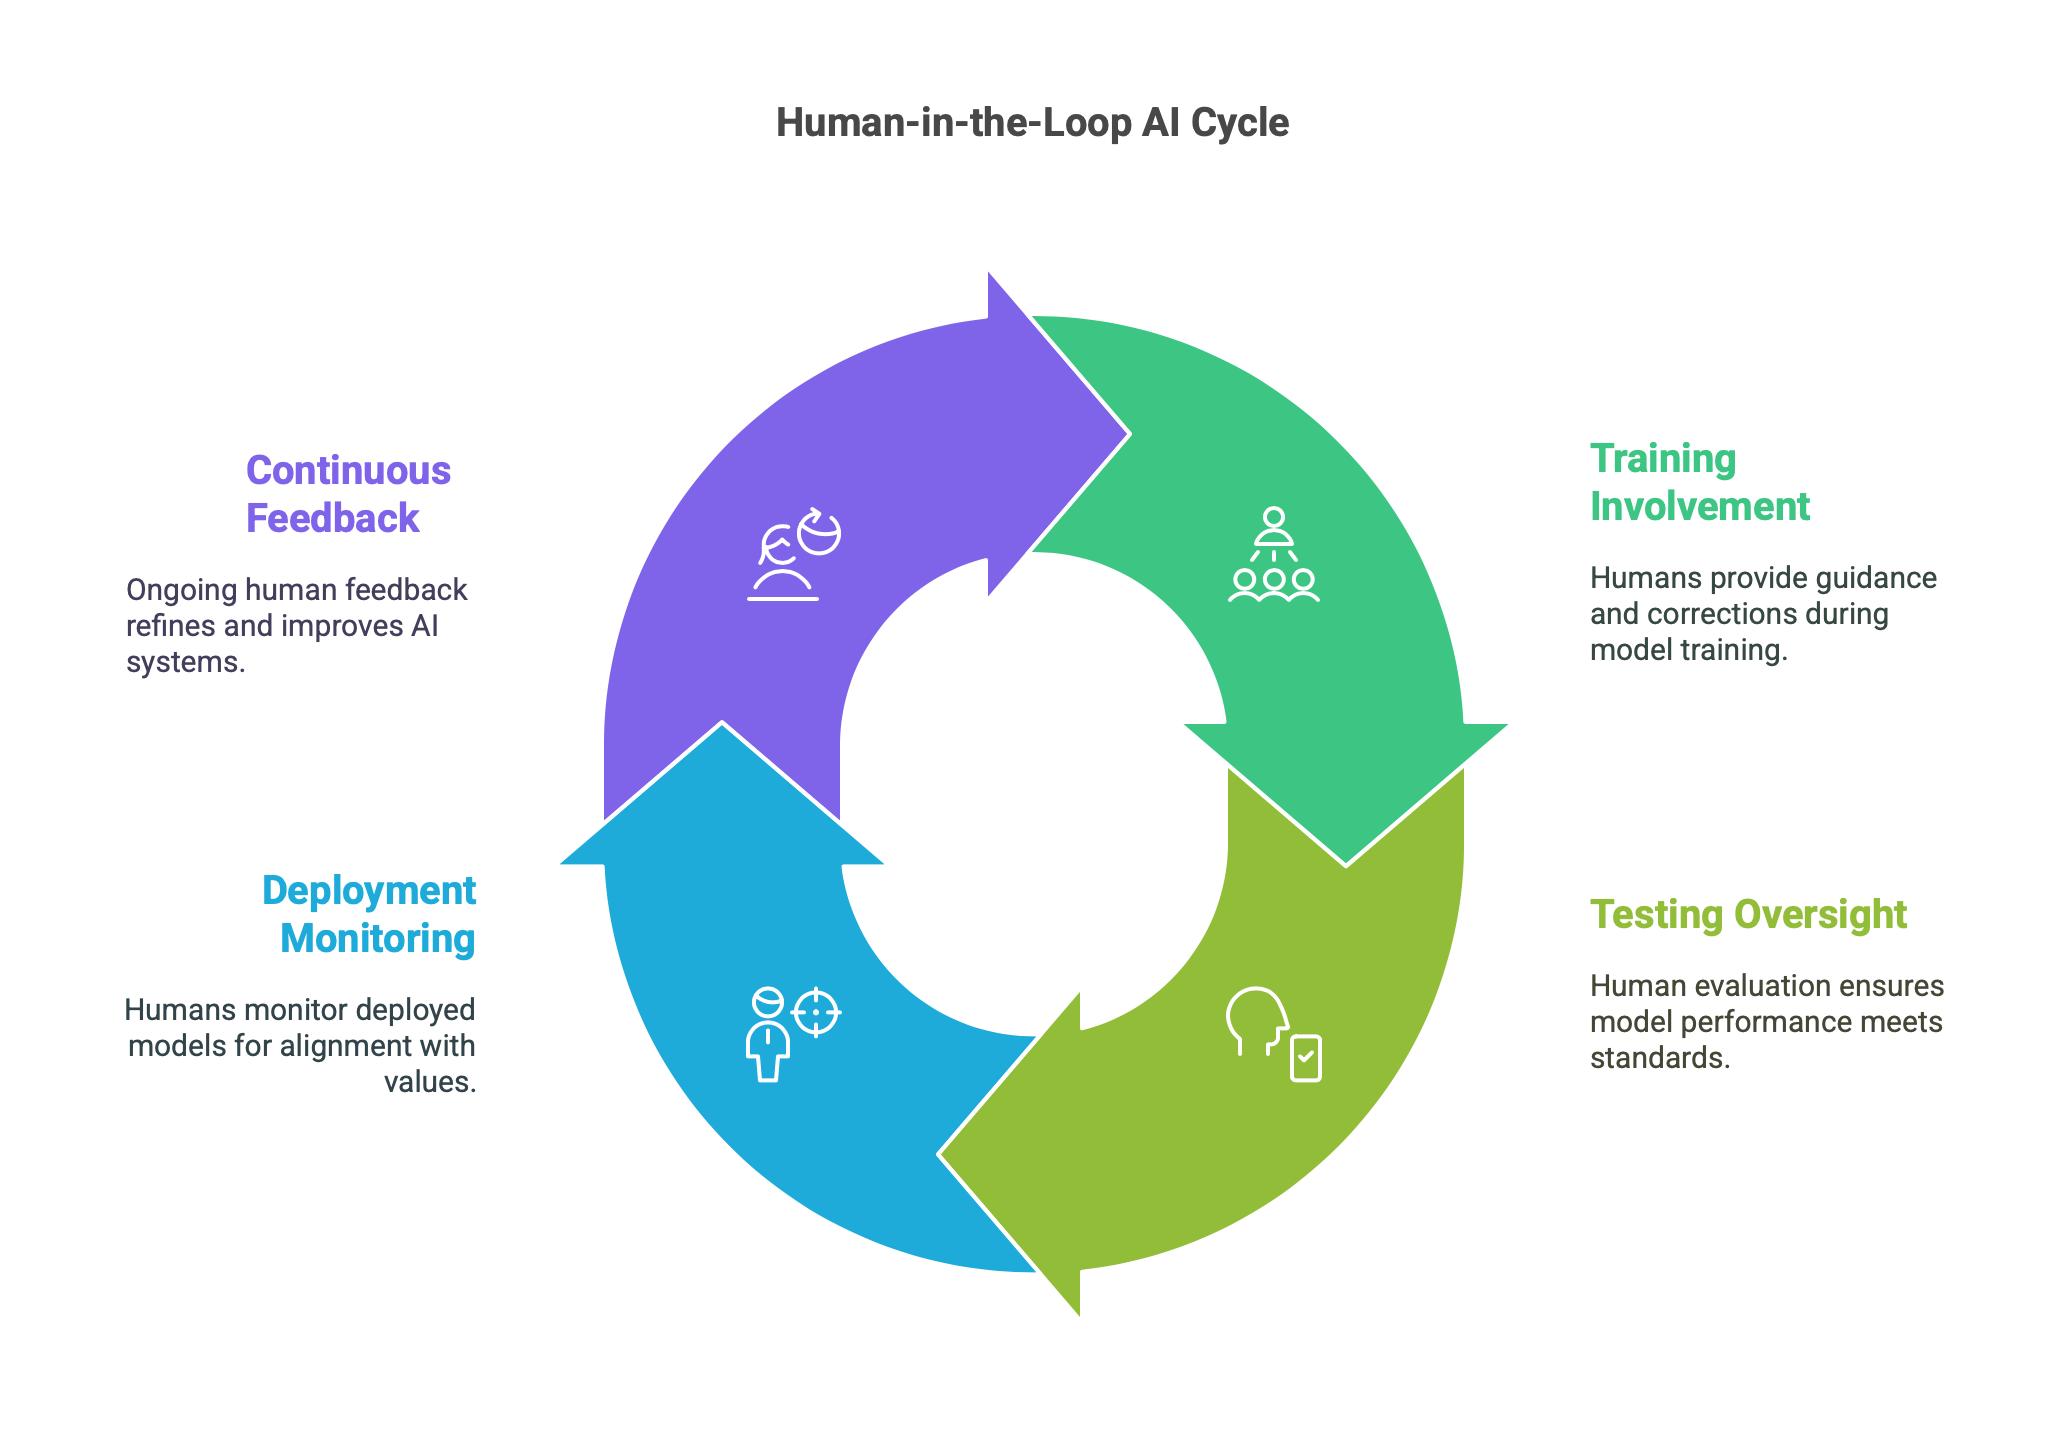 Human-in-the-Loop AI Cycle
Continuous
Feedback
Ongoing human feedback
refines and improves AI
systems.
Training
Involvement
Humans provide guidance
and corrections during
model training.
Deployment
Monitoring
Humans monitor deployed
models for alignment with
values.
Testing Oversight
Human evaluation ensures
model performance meets
standards.